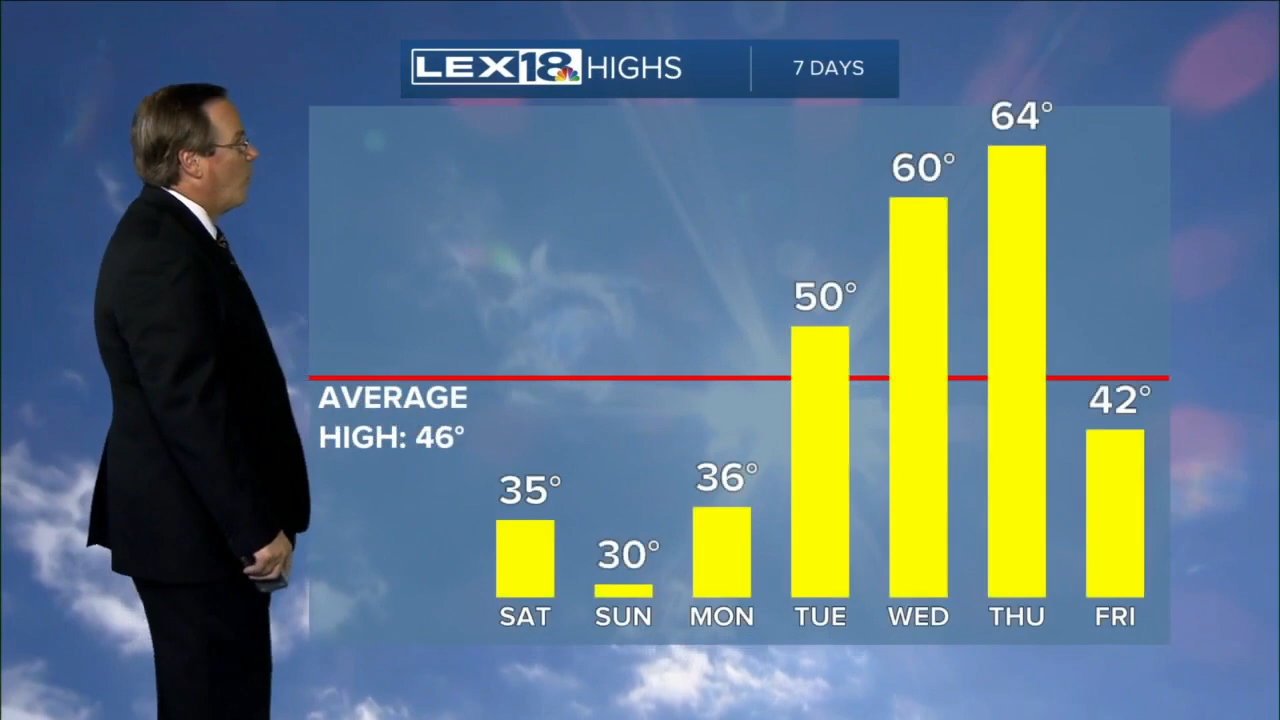 LEX18 HIGHS 7 DAYS
64°
60°
50°
AVERAGE
HIGH: 46°
42°
36°
35°
30°
SAT SUN MON TUE WED THU FRI